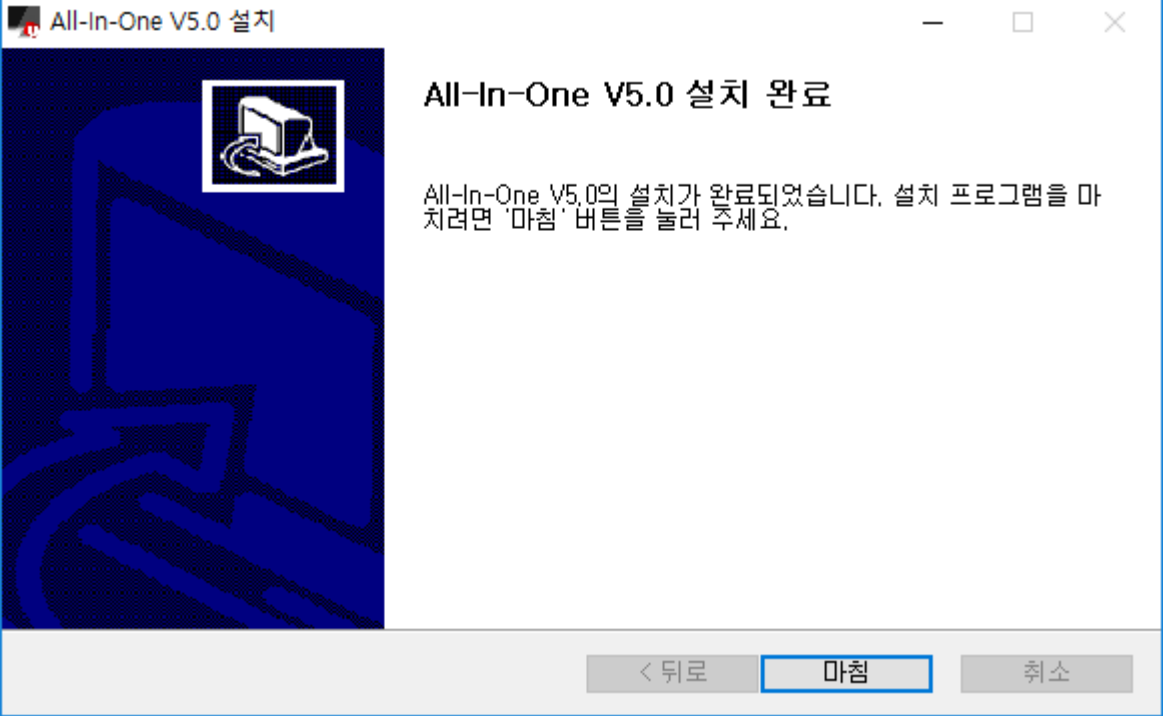 All-In-One V5.0 설치
All-In-One V5.0 설치 완료
All-In-One V5.0의 설치가 완료되었습니다. 설치 프로그램을 마
치려면 '마침' 버튼을 눌러 주세요.
< 뒤로 마침 취소